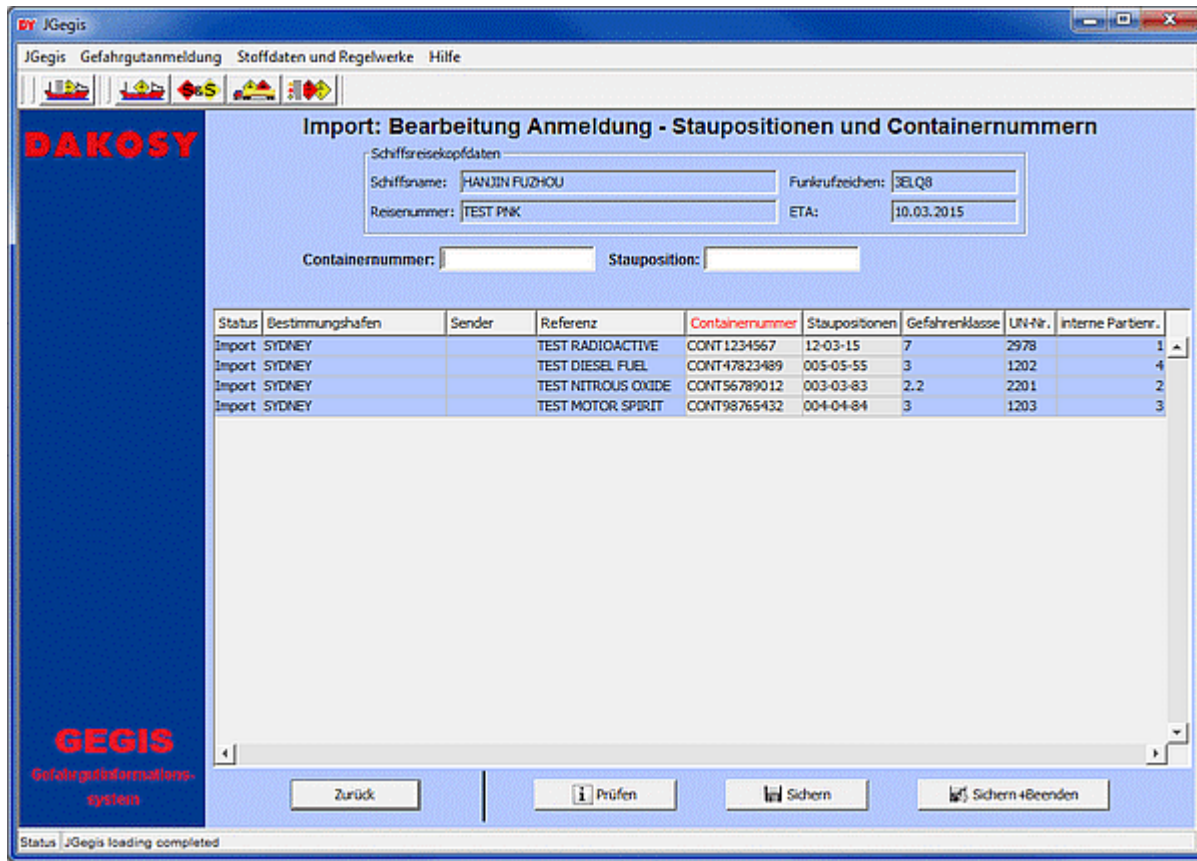 DY JGegis
JGegis Gefahrgutanmeldung Stoffdaten und Regelwerke Hilfe
S&S
DAKOSY
Import: Bearbeitung Anmeldung - Staupositionen und Containernummern
Schiffsreisekopfdaten
Schiffsname: HANJIN FUZHOU Funkrufzeichen: 3ELQ8
Reisenummer: TEST PNK ETA: 10.03.2015
Containernummer: Stauposition:
Status Bestimmungshafen Sender Referenz Containernummer Staupositionen Gefahrenklasse UN-Nr. interne Partienr.
Import SYDNEY TEST RADIOACTIVE CONT1234567 12-03-15 7 2978 1
Import SYDNEY TEST DIESEL FUEL CONT47823489 005-05-55 3 1202 4
Import SYDNEY TEST NITROUS OXIDE CONT56789012 003-03-83 2.2 2201 2
Import SYDNEY TEST MOTOR SPIRIT CONT98765432 004-04-84 3 1203 3
GEGIS
Gefahrgutinformations-
system
Zurück Prüfen Sichern Sichern+Beenden
Status JGegis loading completed